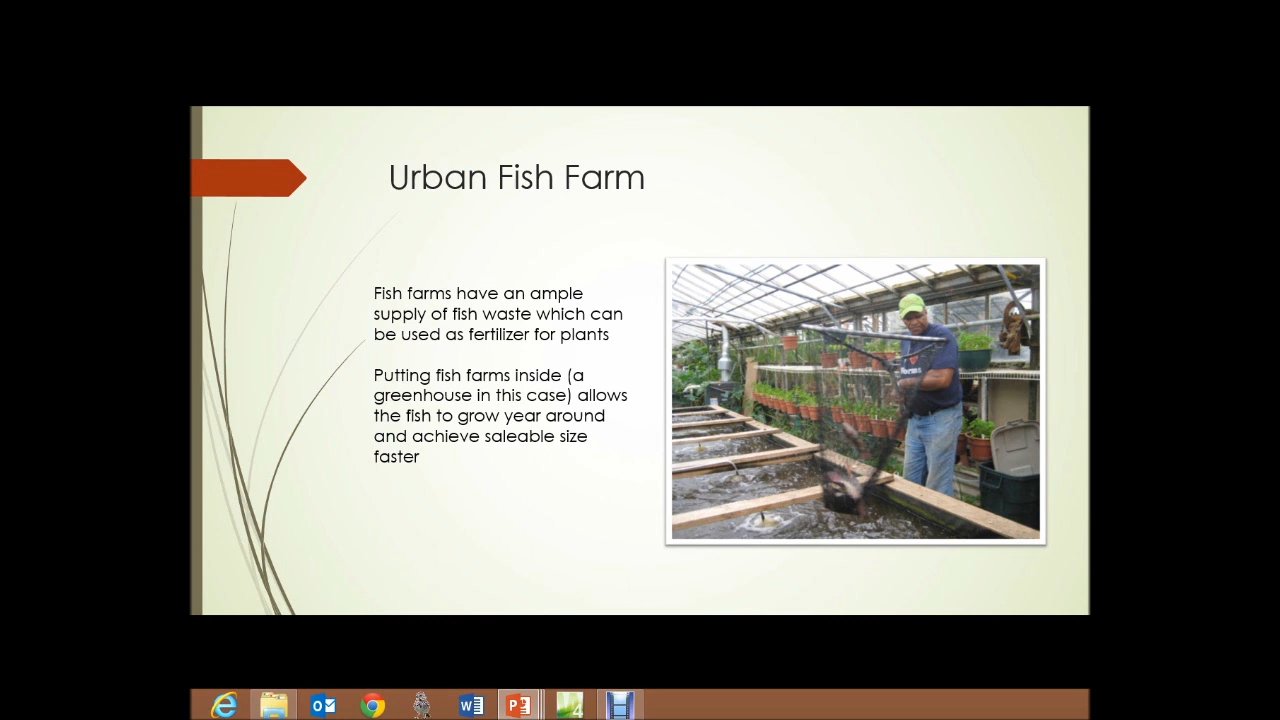 Urban Fish Farm
Fish farms have an ample
supply of fish waste which can
be used as fertilizer for plants
Putting fish farms inside (a
greenhouse in this case) allows
the fish to grow year around
and achieve saleable size
faster